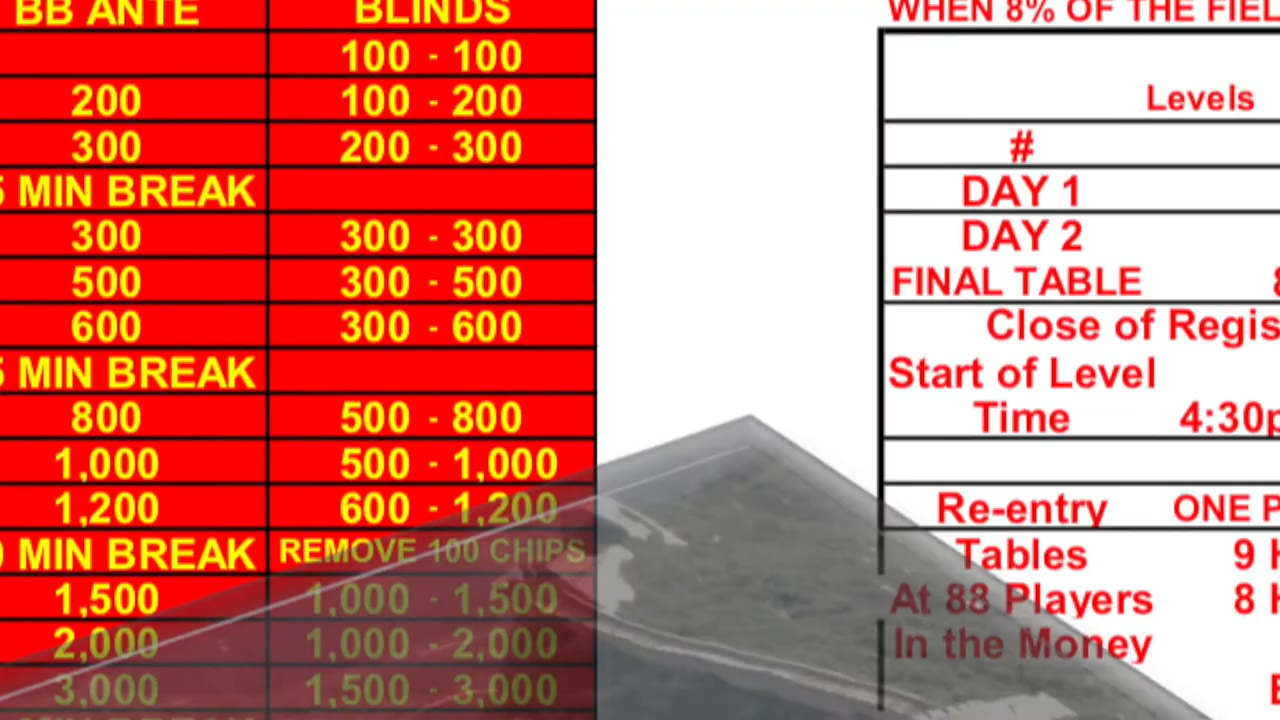 BB ANTE BLINDS
100 - 100
200 100 - 200
300 200 - 300
MIN BREAK
300 300 - 300
500 300 - 500
600 300 - 600
MIN BREAK
800 500 - 800
1,000 500 - 1,000
1,200 600 - 1,200
MIN BREAK REMOVE 100 CHIPS
1,500 1,000 - 1,500
2,000 1,000 - 2,000
3,000 1,500 - 3,000
WHEN 8% OF THE FIEL
Levels
#
DAY 1
DAY 2
FINAL TABLE
Close of Regis
Start of Level
Time 4:30p
Re-entry ONE P
Tables 9 H
At 88 Players 8 H
In the Money